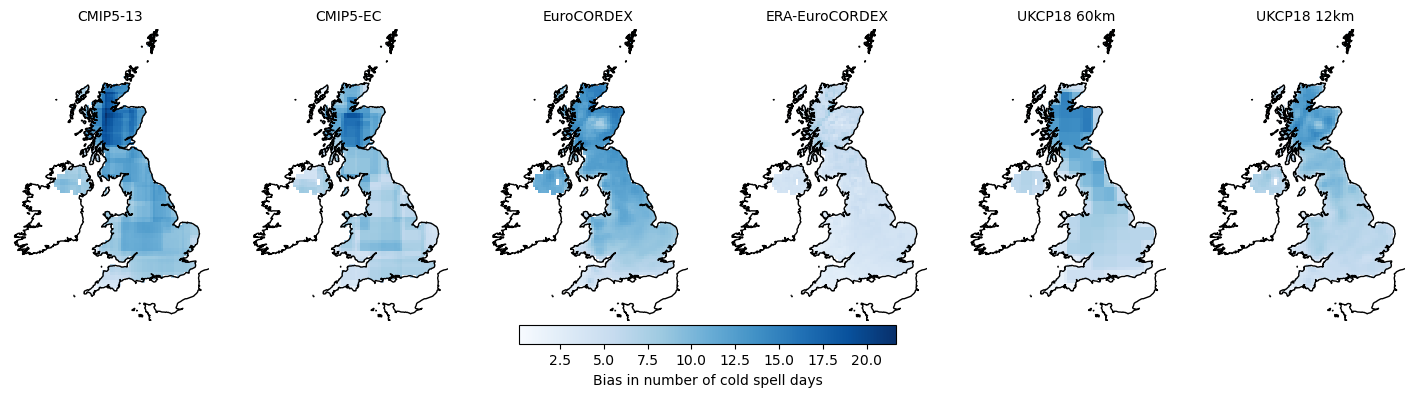 CMIP5-13 CMIP5-EC EuroCORDEX ERA-EuroCORDEX UKCP18 60km UKCP18 12km
2.5 5.0 7.5 10.0 12.5 15.0 17.5 20.0
Bias in number of cold spell days